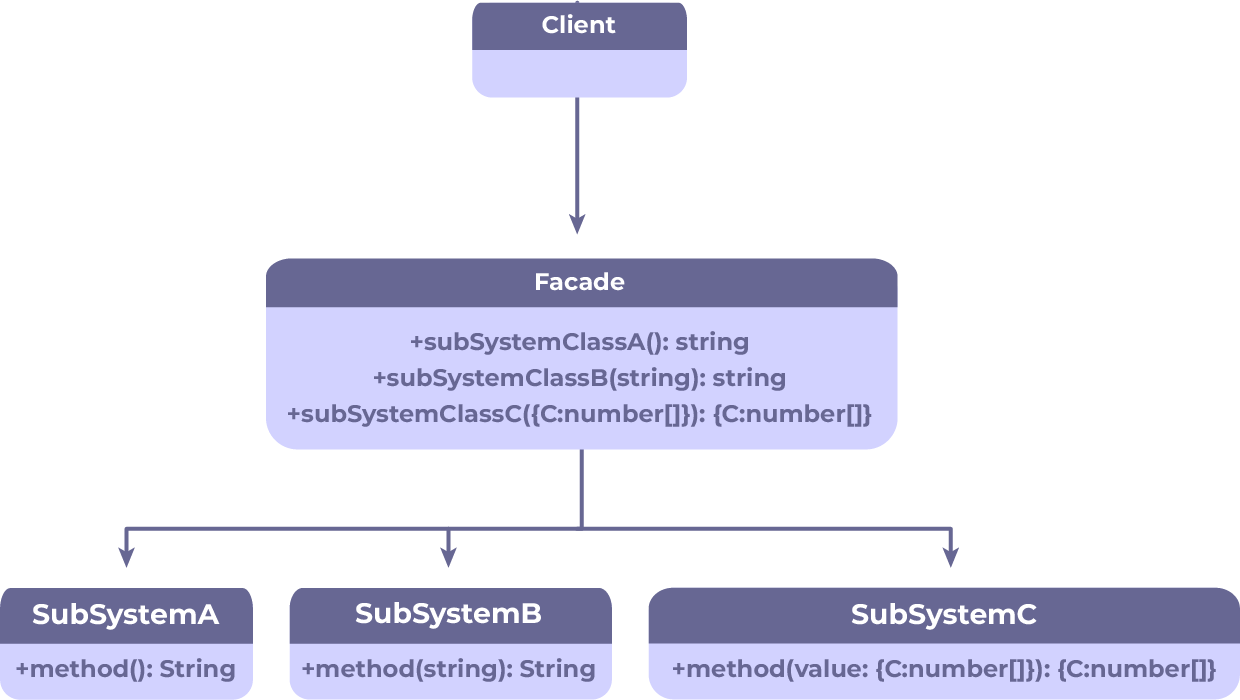 Client
Facade
+subSystemClassA(): string
+subSystemClassB(string): string
+subSystemClassC({C:number[]}): {C:number[]}
SubSystemA
+method(): String
SubSystemB
+method(string): String
SubSystemC
+method(value: {C:number[]}): {C:number[]}